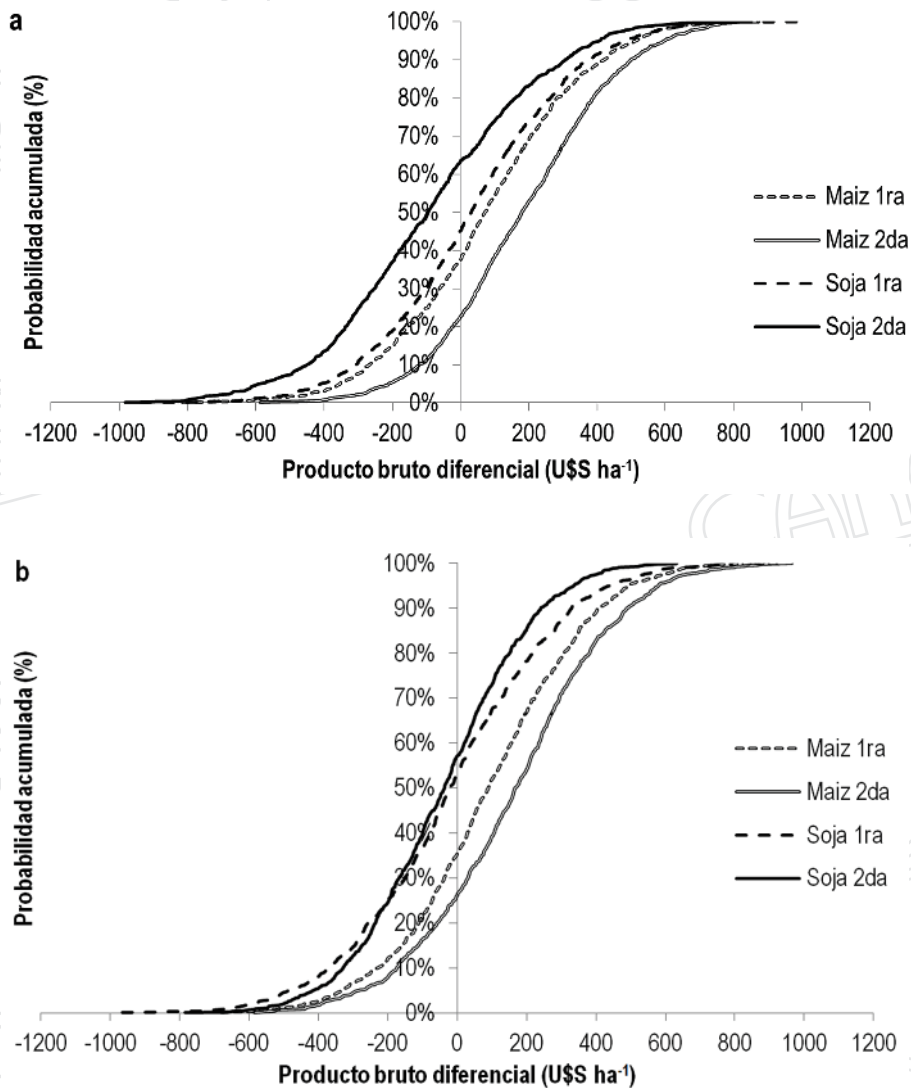 a
Probabilidad acumulada (%)
100%
90%
80%
70%
60%
50%
40%
30%
20%
10%
0%
-1200 -1000 -800 -600 -400 -200 0 200 400 600 800 1000 1200
Producto bruto diferencial (U$S ha-1)
Maiz 1ra
Maiz 2da
Soja 1ra
Soja 2da
b
Probabilidad acumulada (%)
100%
90%
80%
70%
60%
50%
40%
30%
20%
10%
0%
-1200 -1000 -800 -600 -400 -200 0 200 400 600 800 1000 1200
Producto bruto diferencial (U$S ha-1)
Maiz 1ra
Maiz 2da
Soja 1ra
Soja 2da